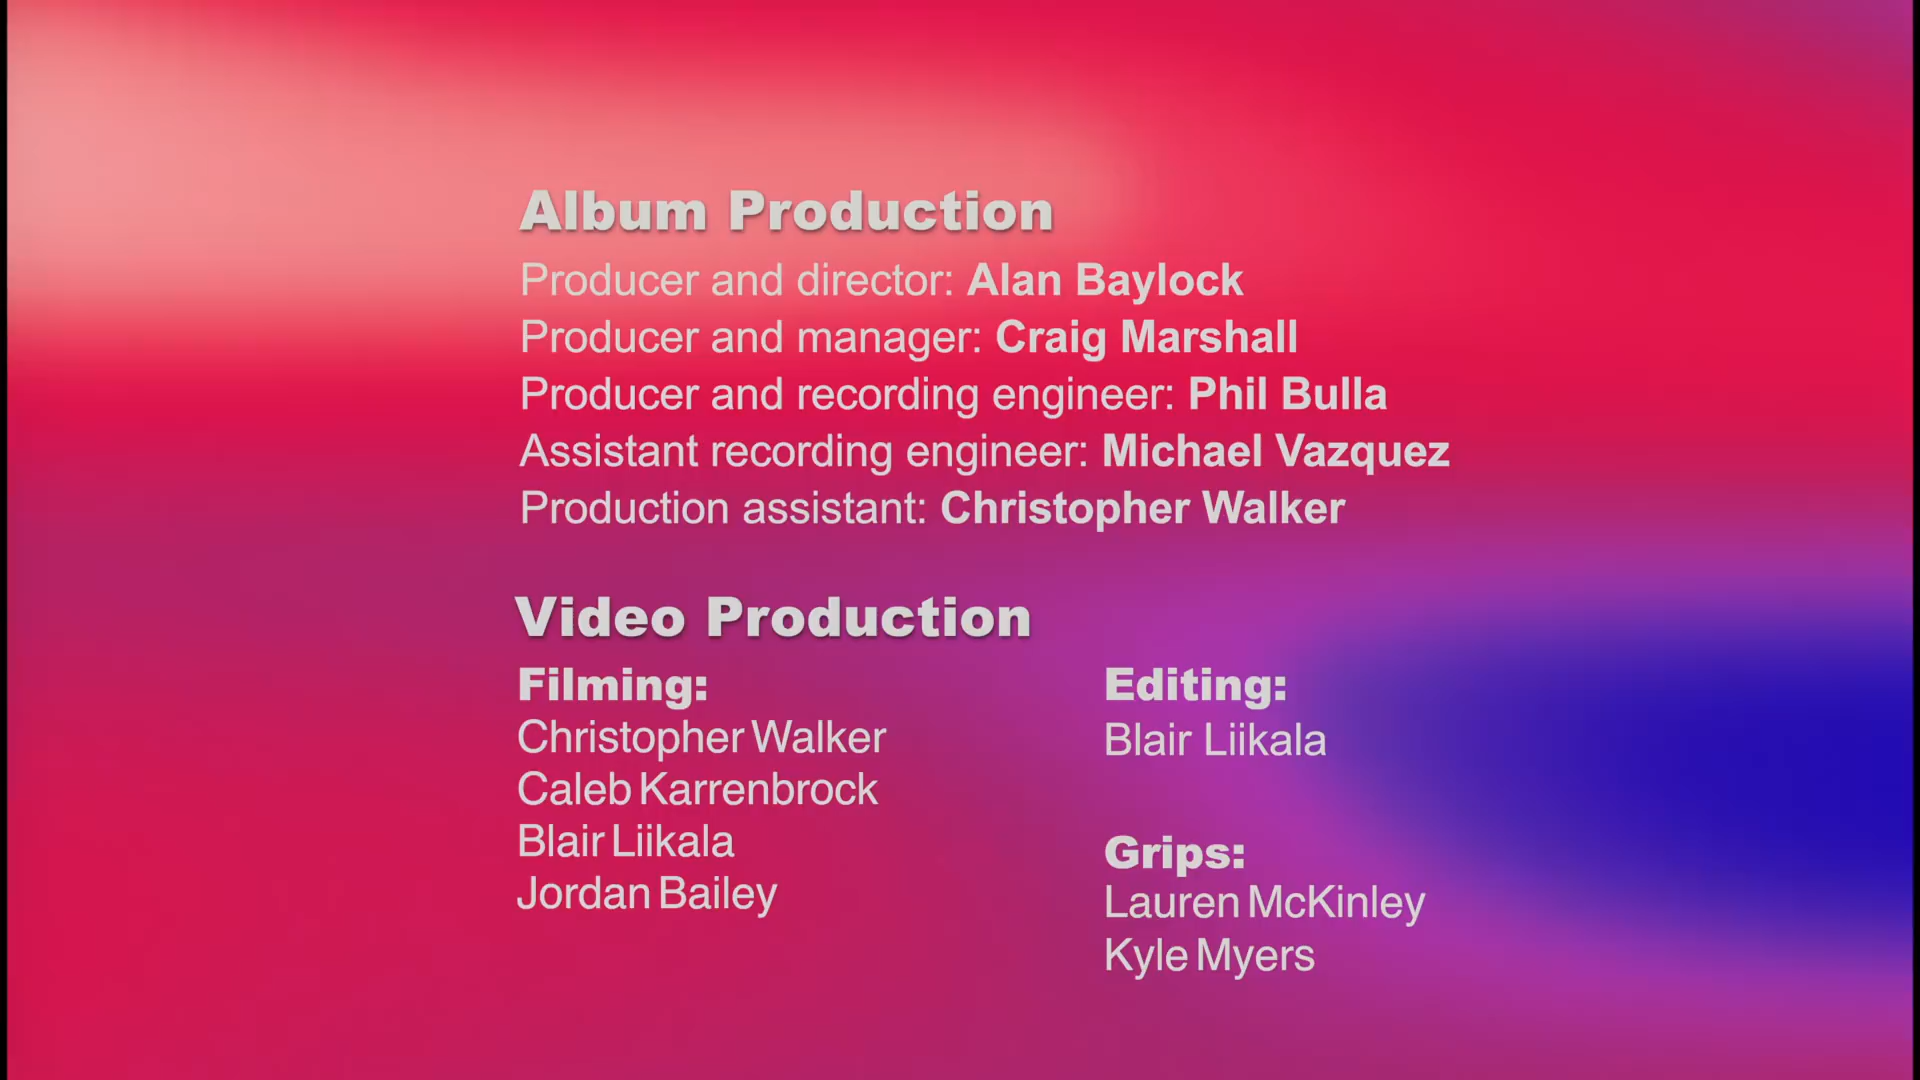 Album Production
Producer and director: Alan Baylock
Producer and manager: Craig Marshall
Producer and recording engineer: Phil Bulla
Assistant recording engineer: Michael Vazquez
Production assistant: Christopher Walker
Video Production
Filming:
Christopher Walker
Caleb Karrenbrock
Blair Liikala
Jordan Bailey
Editing:
Blair Liikala
Grips:
Lauren McKinley
Kyle Myers